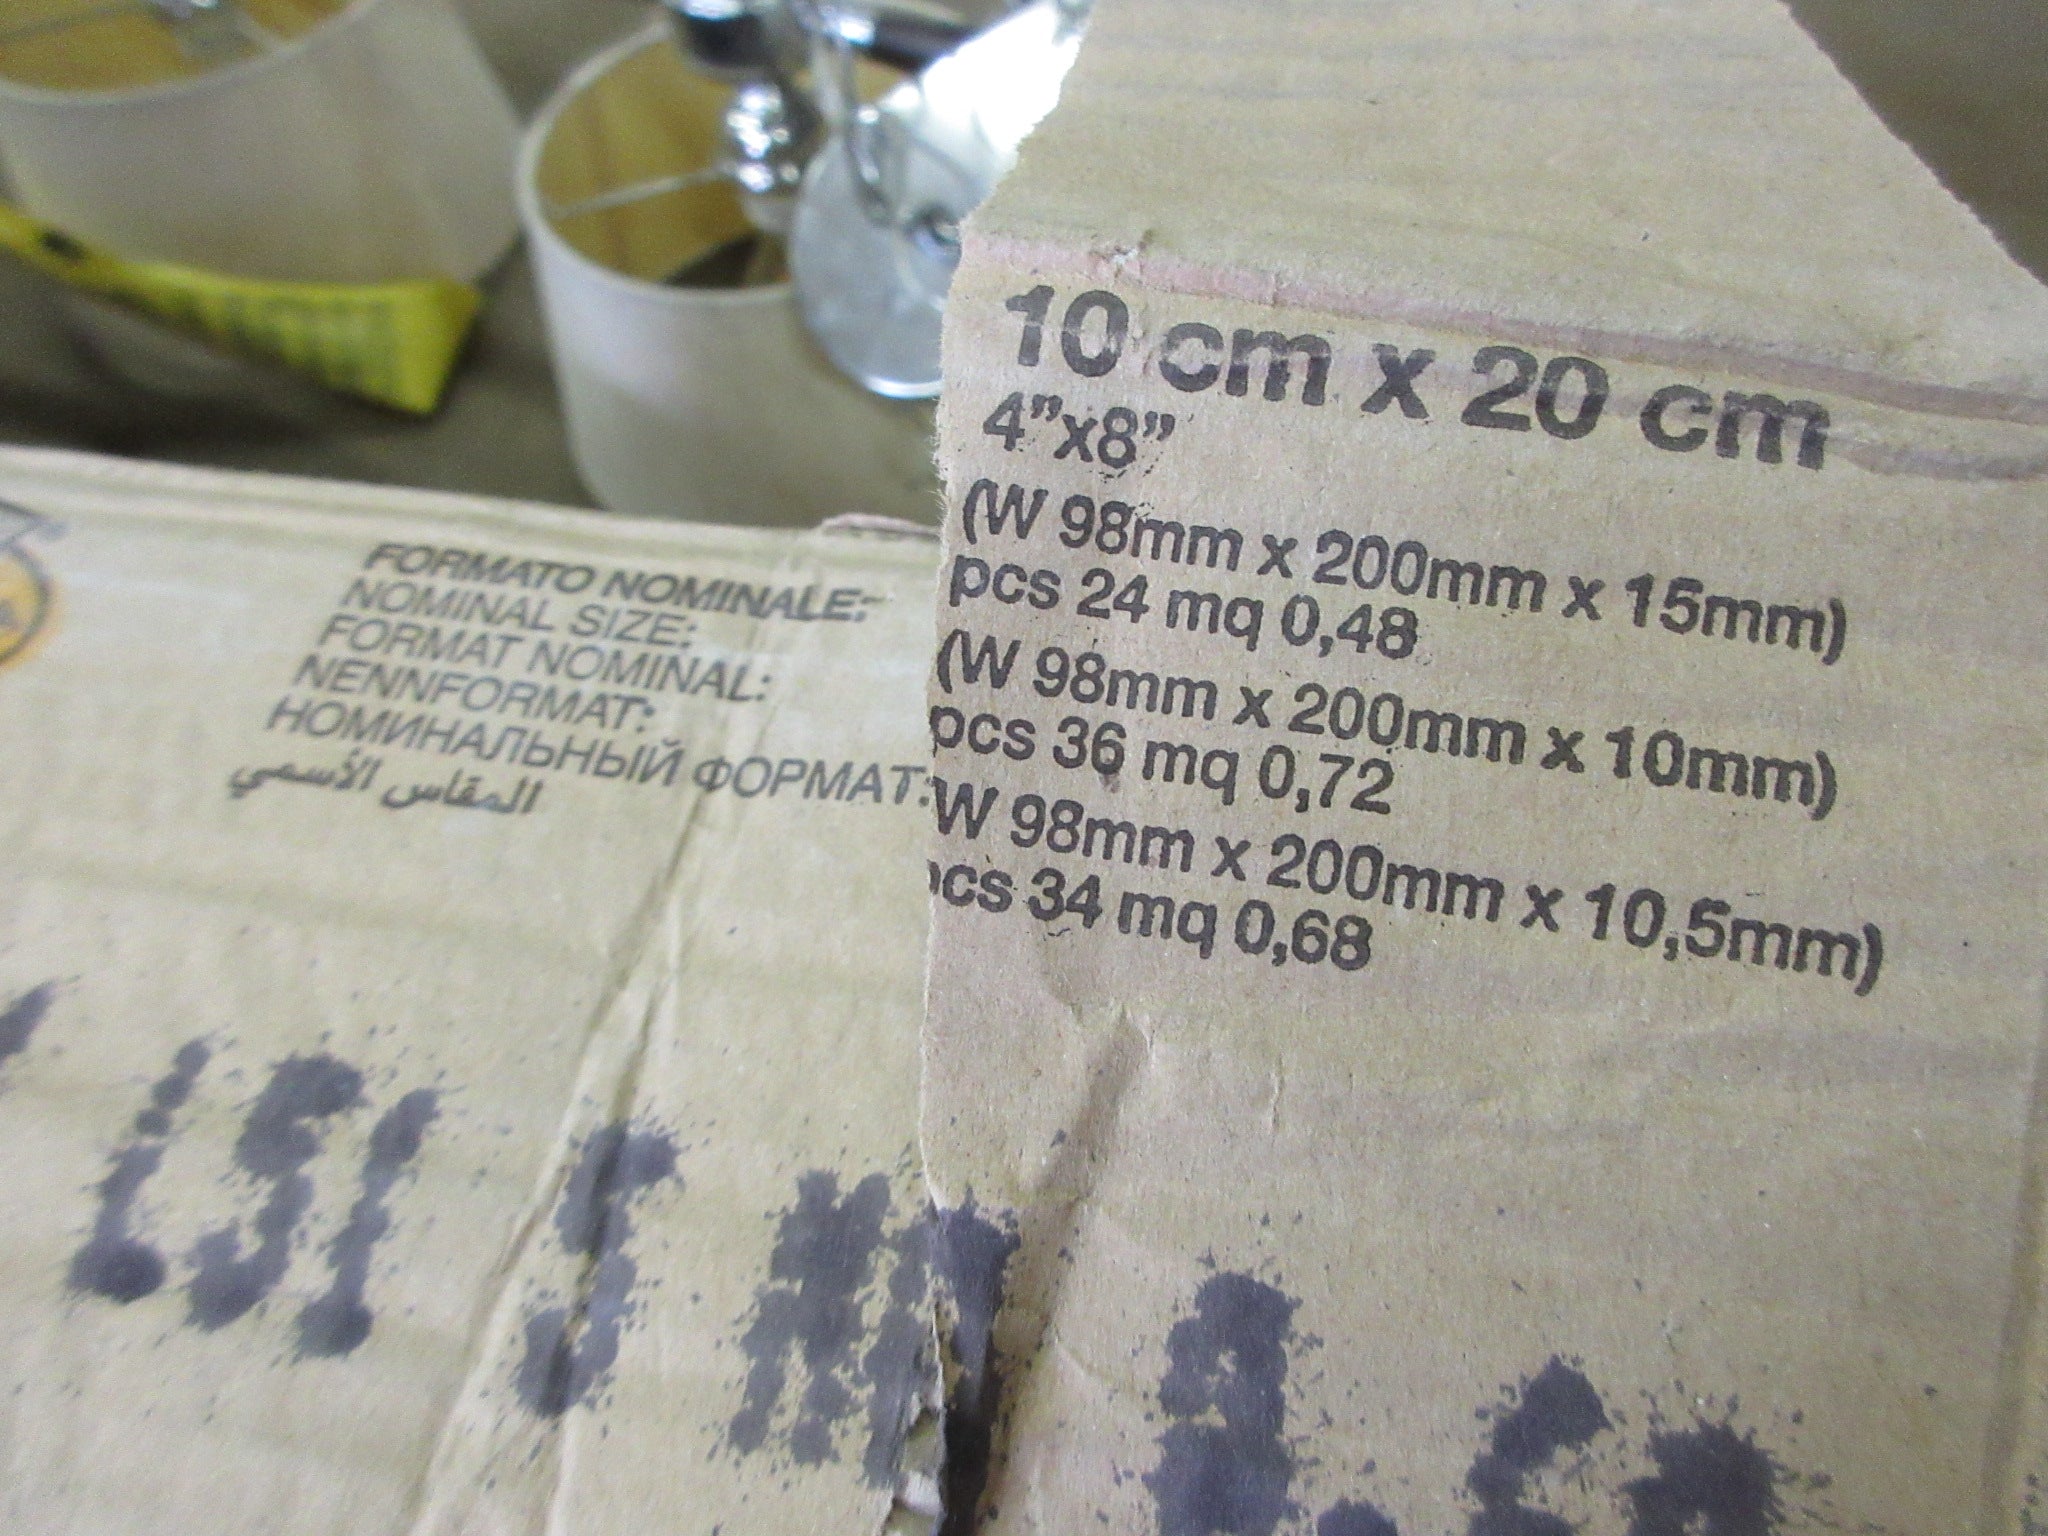 10 cm x 20 cm
4”x8”
(W 98mm x 200mm x 15mm)
pcs 24 mq 0,48
(W 98mm x 200mm x 10mm)
pcs 36 mq 0,72
W 98mm x 200mm x 10,5mm)
cs 34 mq 0,68
FORMATO NOMINALE:
NOMINAL SIZE:
FORMAT NOMINAL:
NENNFORMAT:
НОМИНАЛЬНЫЙ ФОРМАТ:
المقاس الأسمي